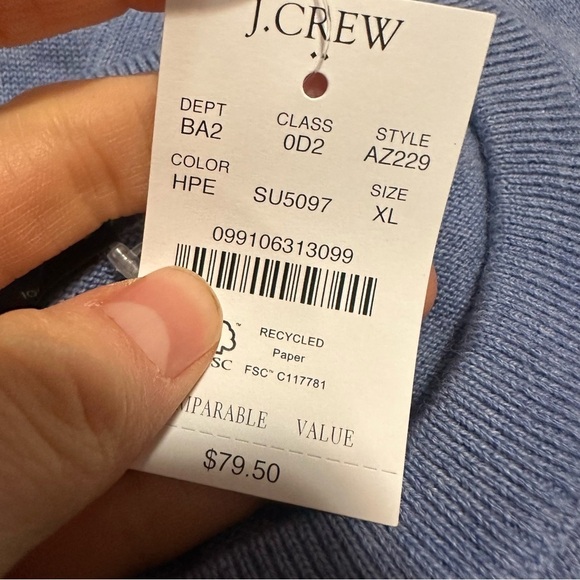 J.CREW
DEPT CLASS STYLE
BA2 0D2 AZ229
COLOR SIZE
HPE SU5097 XL
099106313099
RECYCLED
Paper
FSC™ C117781
VALUE
$79.50